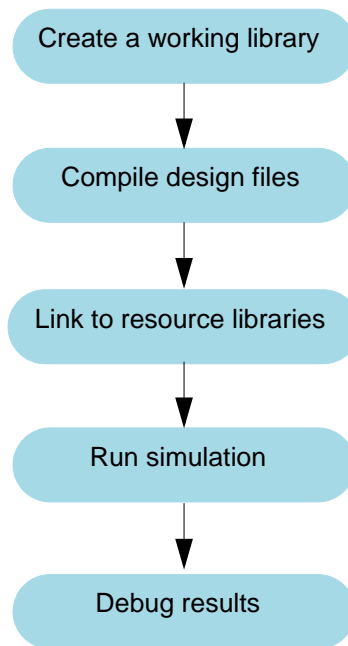 Create a working library
Compile design files
Link to resource libraries
Run simulation
Debug results